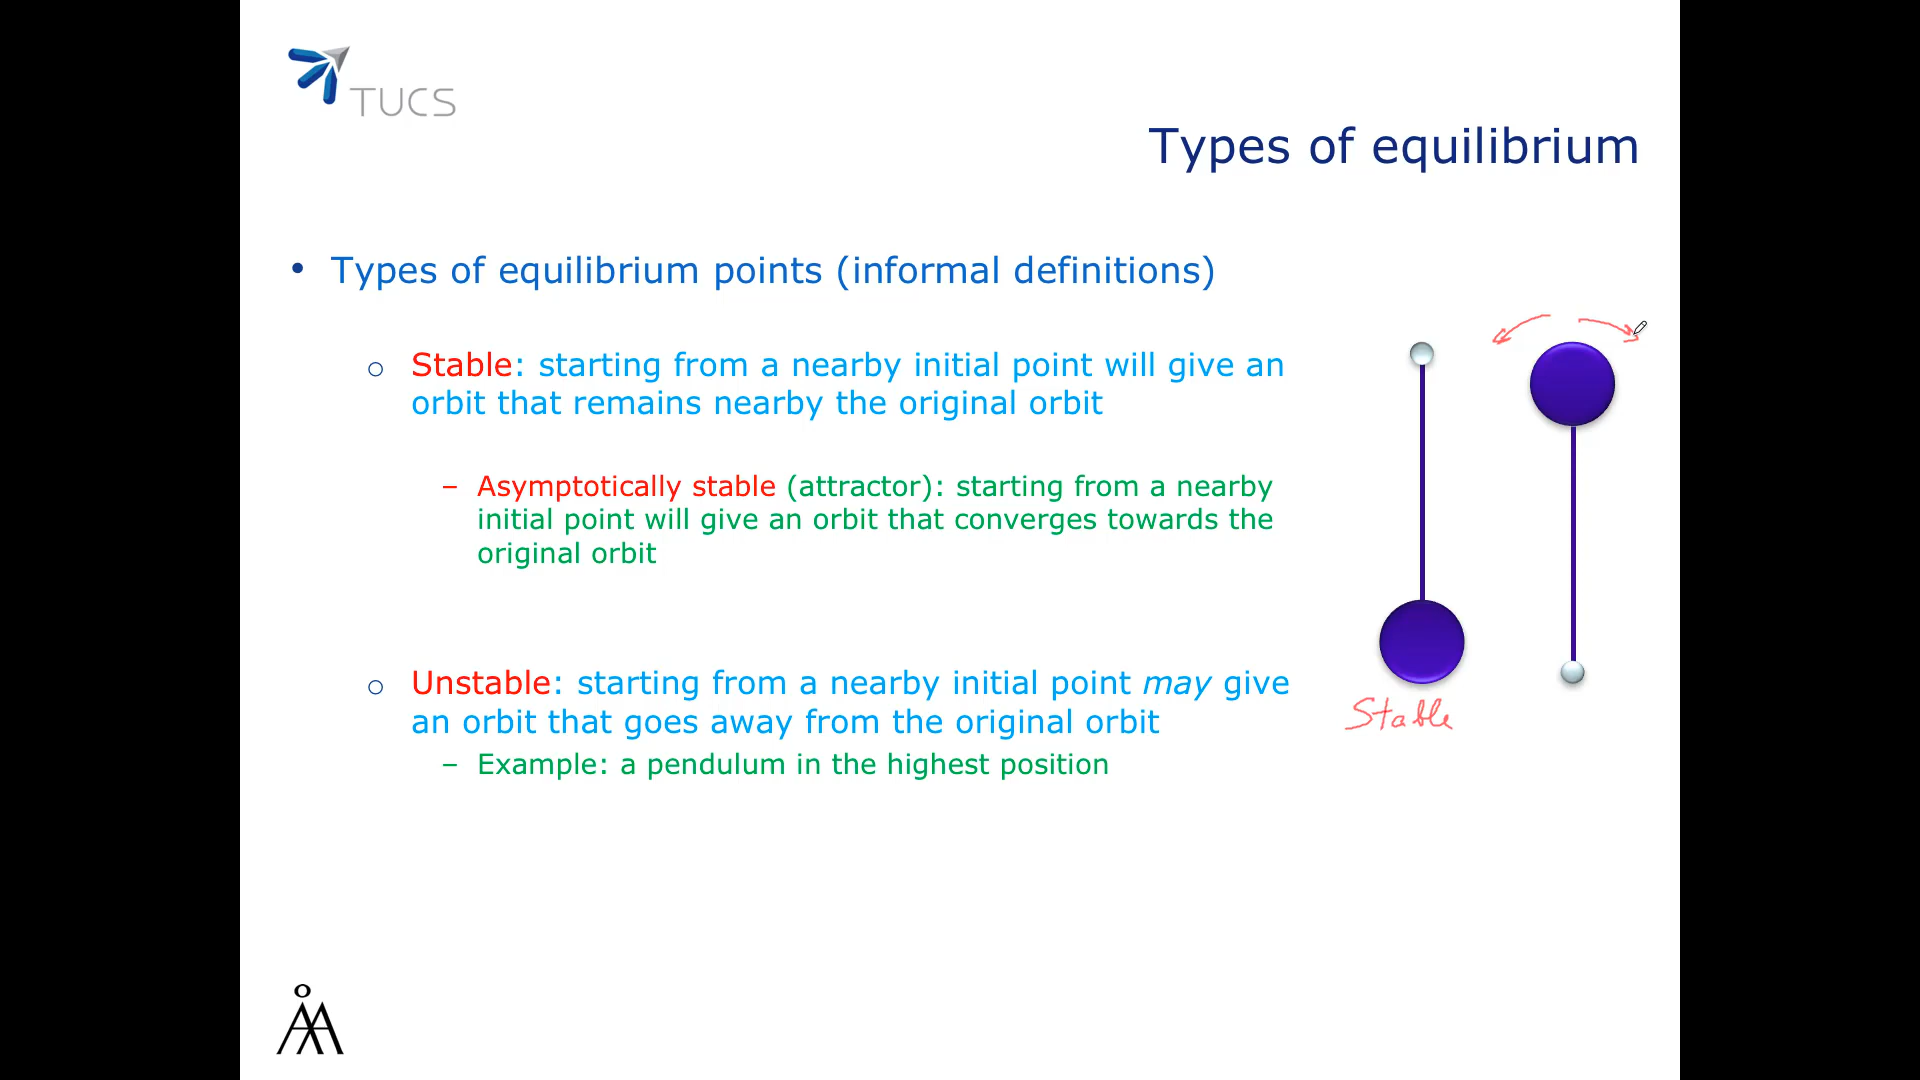 TUCS
Types of equilibrium
• Types of equilibrium points (informal definitions)
o Stable: starting from a nearby initial point will give an
orbit that remains nearby the original orbit
– Asymptotically stable (attractor): starting from a nearby
initial point will give an orbit that converges towards the
original orbit
o Unstable: starting from a nearby initial point may give
an orbit that goes away from the original orbit
– Example: a pendulum in the highest position
Stable